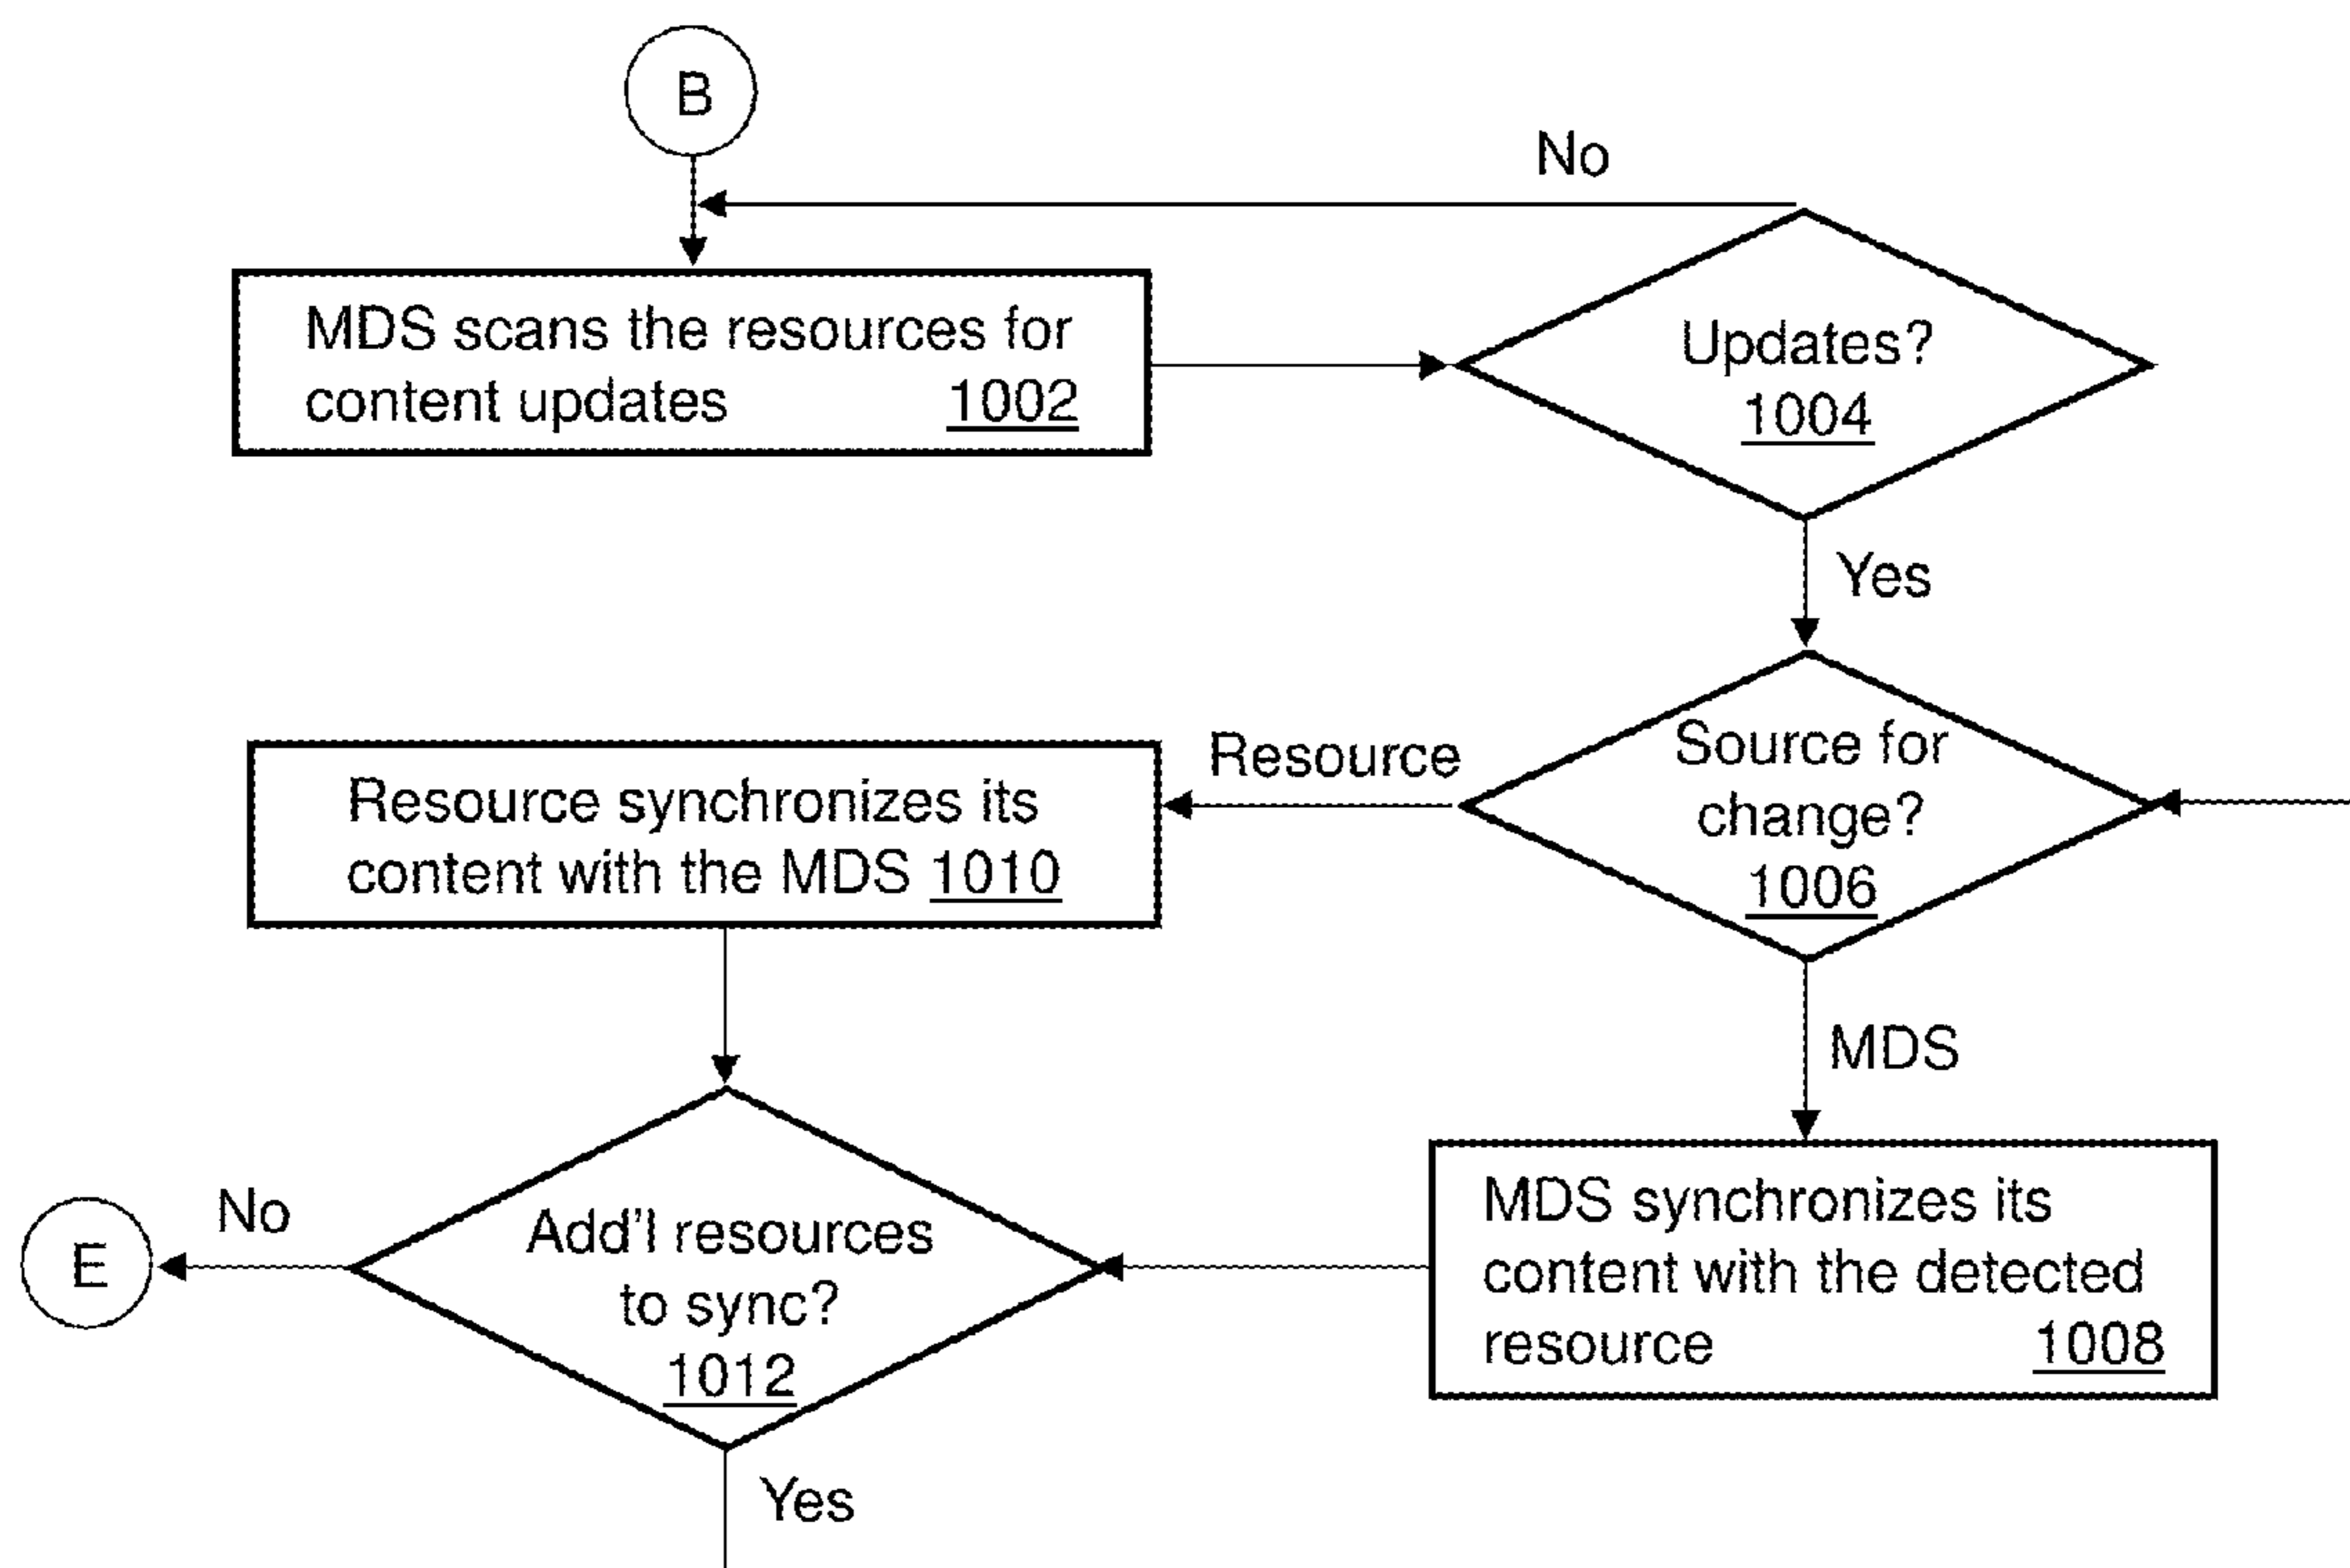 B
No
MDS scans the resources for
content updates 1002
Updates?
1004
Yes
Source for
change?
1006
Resource
Resource synchronizes its
content with the MDS 1010
MDS
MDS synchronizes its
content with the detected
resource 1008
Add'l resources
to sync?
1012
No
E
Yes